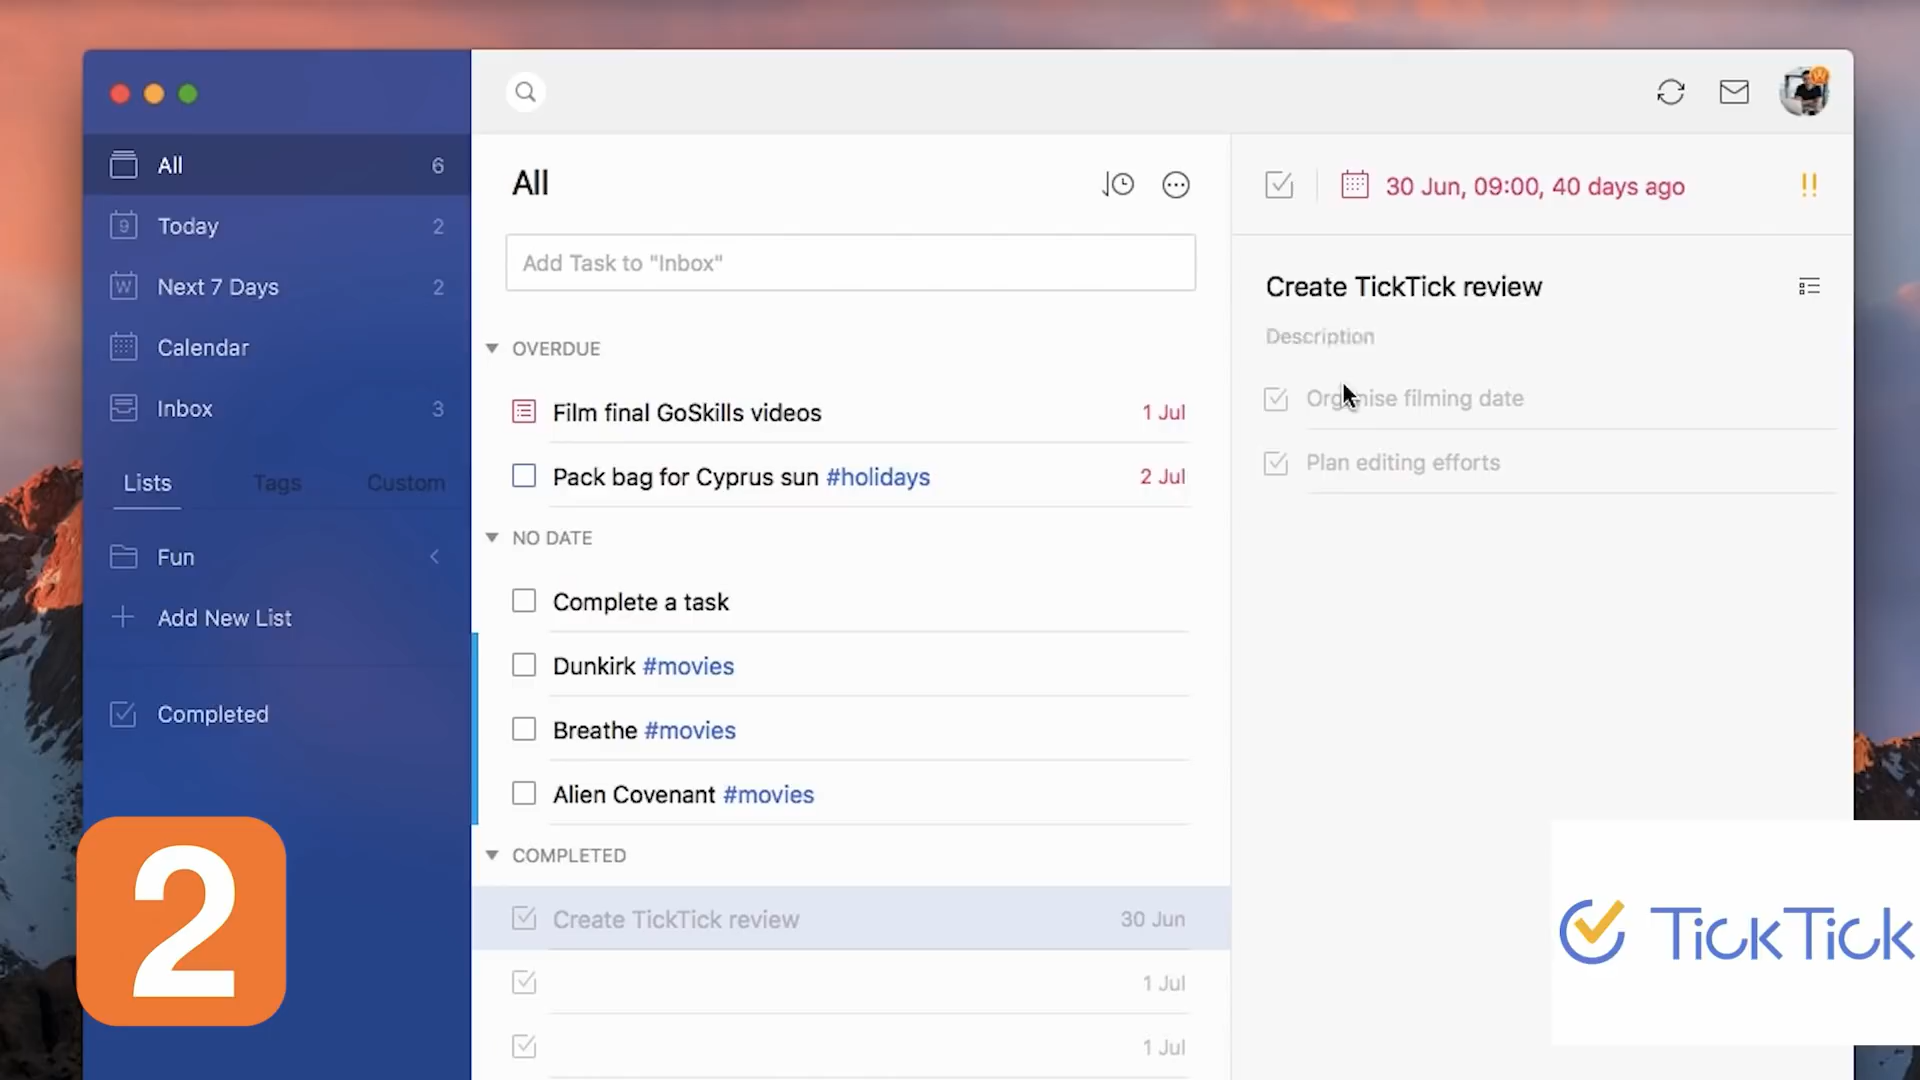 All 6
9 Today 2
W Next 7 Days 2
Calendar
Inbox 3
Lists Tags Custom
Fun
Add New List
Completed
2
All
Add Task to "Inbox"
OVERDUE
Film final GoSkills videos 1 Jul
Pack bag for Cyprus sun #holidays 2 Jul
NO DATE
Complete a task
Dunkirk #movies
Breathe #movies
Alien Covenant #movies
COMPLETED
Create TickTick review 30 Jun
1 Jul
1 Jul
30 Jun, 09:00, 40 days ago !!
Create TickTick review
Description
Organise filming date
Plan editing efforts
TickTick